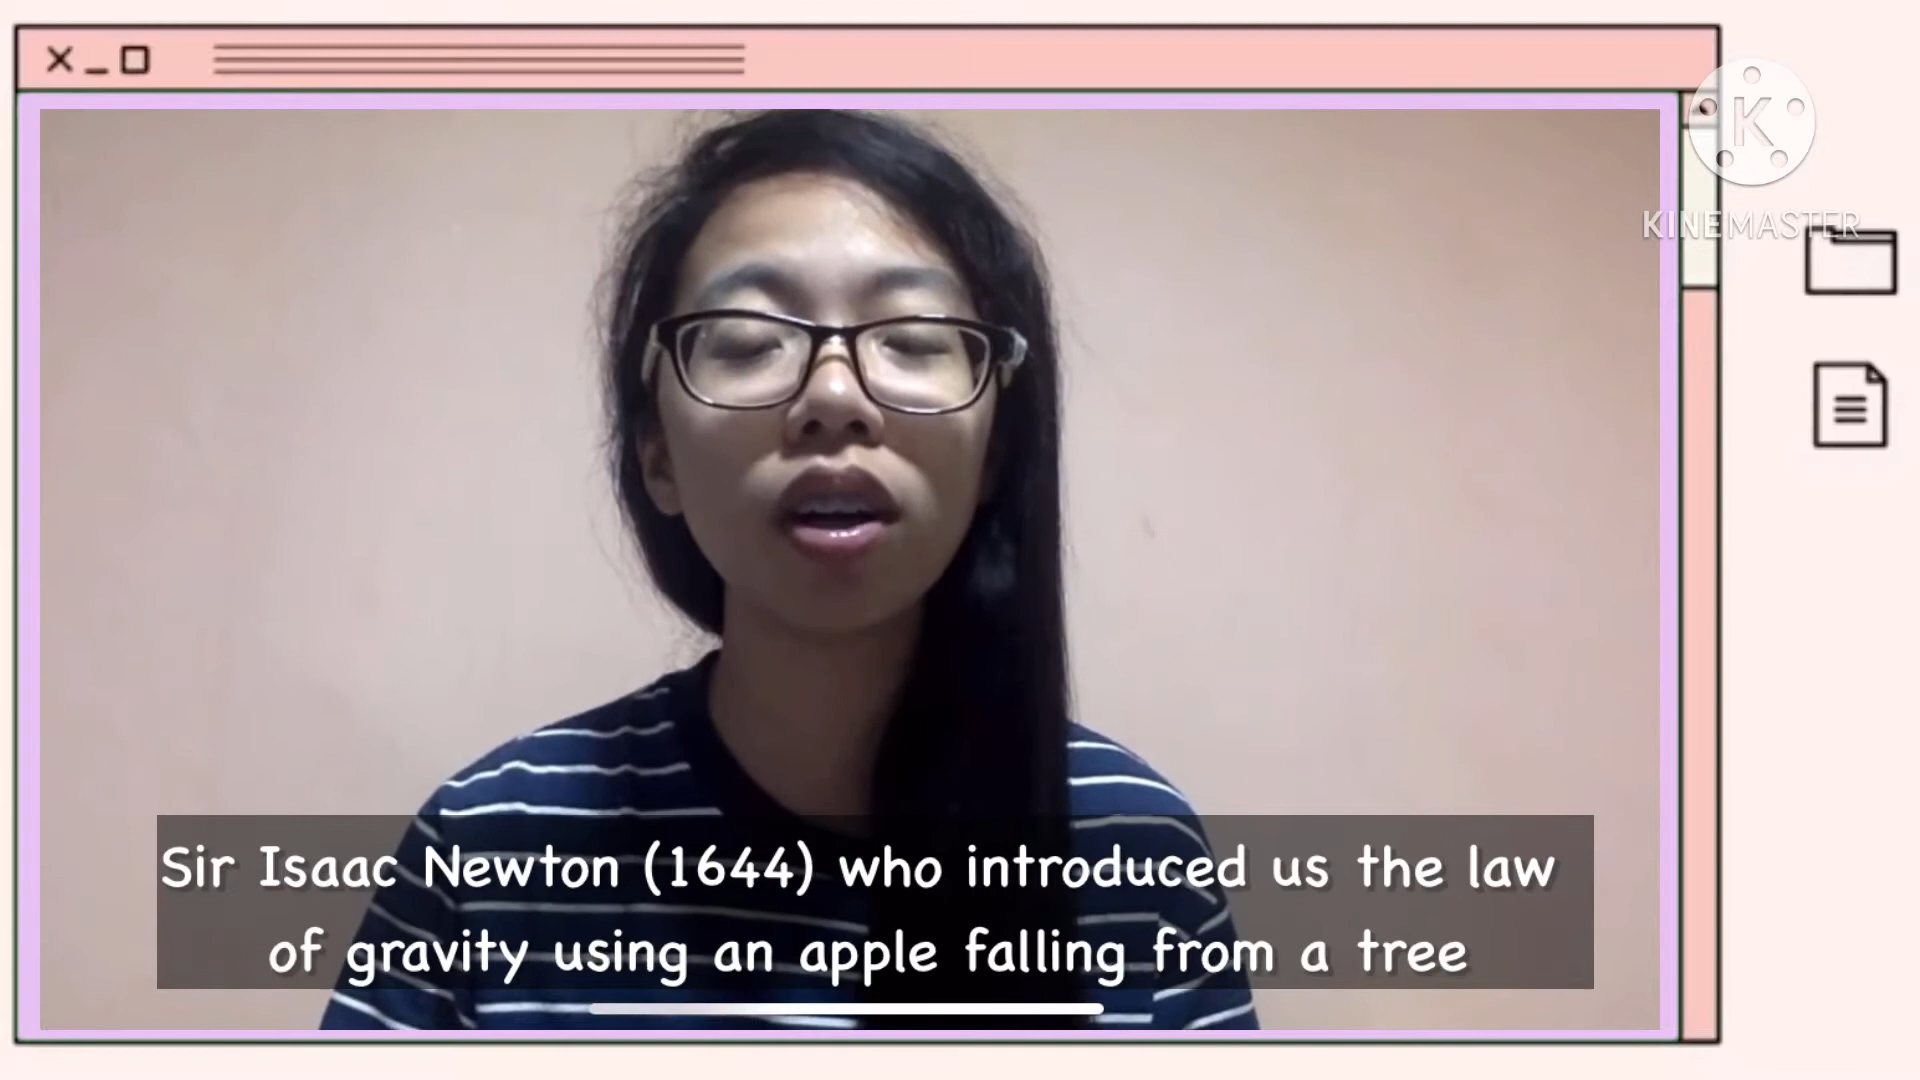 K
KINEMASTER
Sir Isaac Newton (1644) who introduced us the law
of gravity using an apple falling from a tree